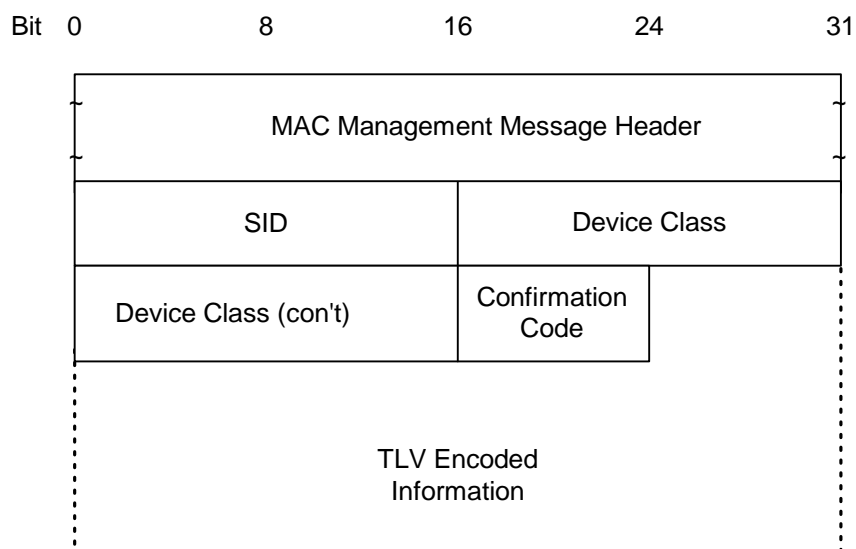 Bit 0 8 16 24 31
MAC Management Message Header
SID Device Class
Device Class (con't) Confirmation
Code
TLV Encoded
Information